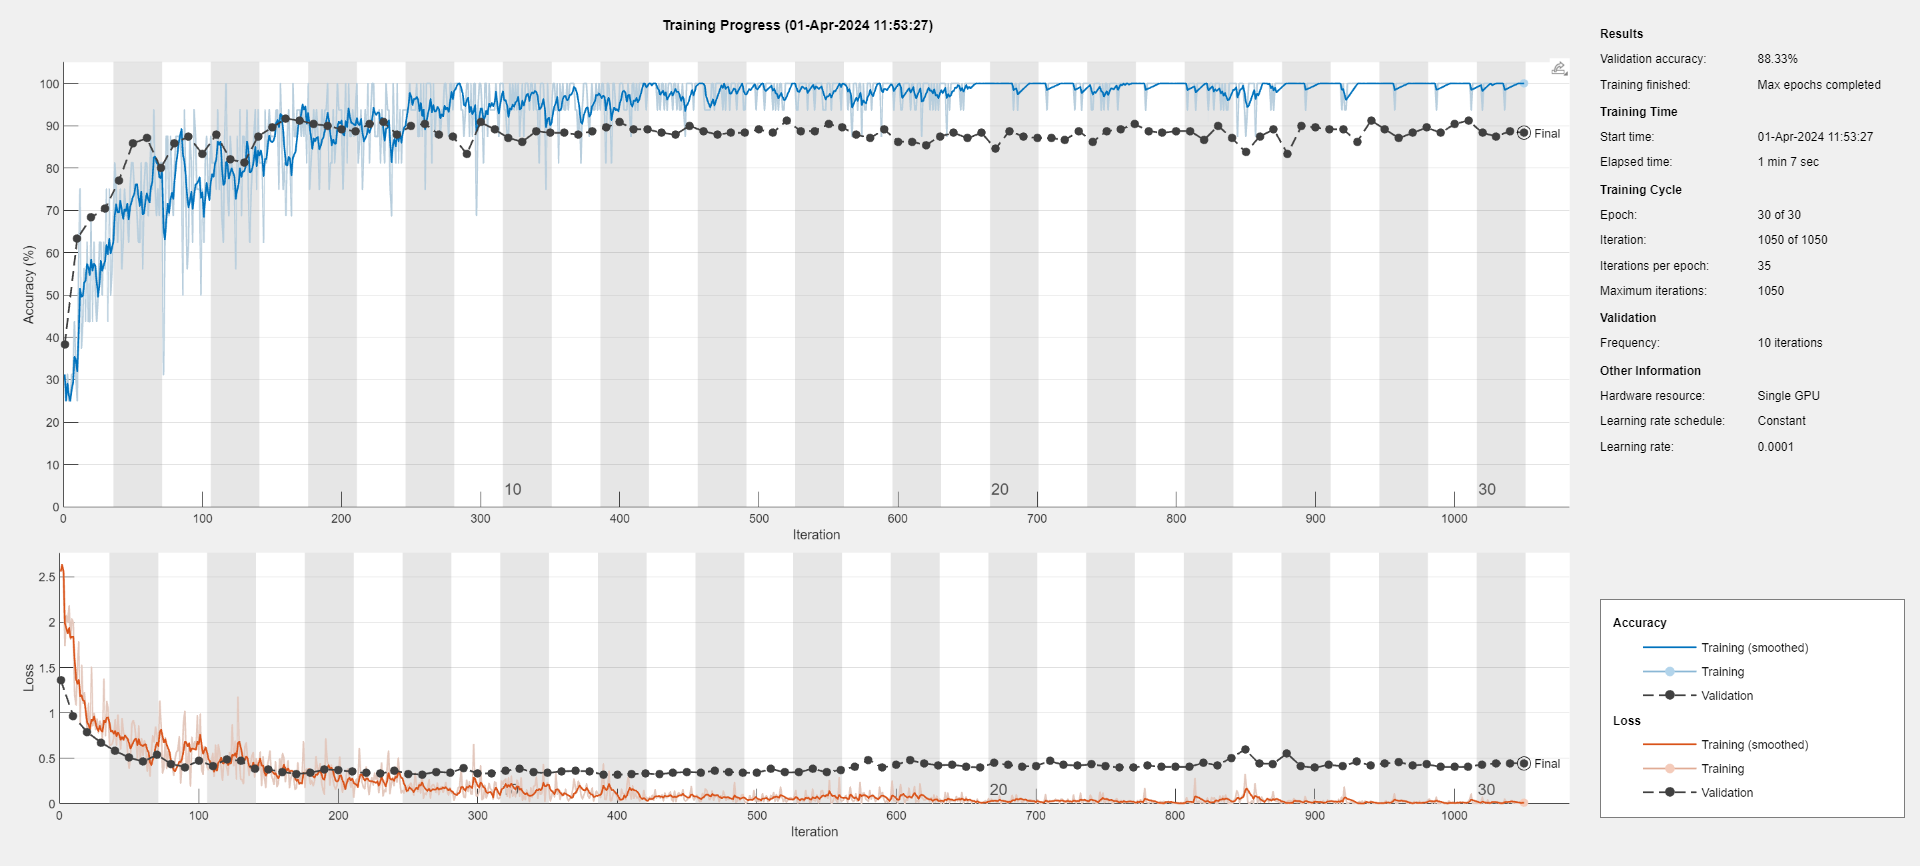 Training Progress (01-Apr-2024 11:53:27)
Accuracy (%)
100
90
80
70
60
50
40
30
20
10
0
10
20
30
Final
0 100 200 300 400 500 600 700 800 900 1000
Iteration
Loss
2.5
2
1.5
1
0.5
0
20
30
Final
0 100 200 300 400 500 600 700 800 900 1000
Iteration
Results
Validation accuracy: 88.33%
Training finished: Max epochs completed
Training Time
Start time: 01-Apr-2024 11:53:27
Elapsed time: 1 min 7 sec
Training Cycle
Epoch: 30 of 30
Iteration: 1050 of 1050
Iterations per epoch: 35
Maximum iterations: 1050
Validation
Frequency: 10 iterations
Other Information
Hardware resource: Single GPU
Learning rate schedule: Constant
Learning rate: 0.0001
Accuracy
Training (smoothed)
Training
Validation
Loss
Training (smoothed)
Training
Validation